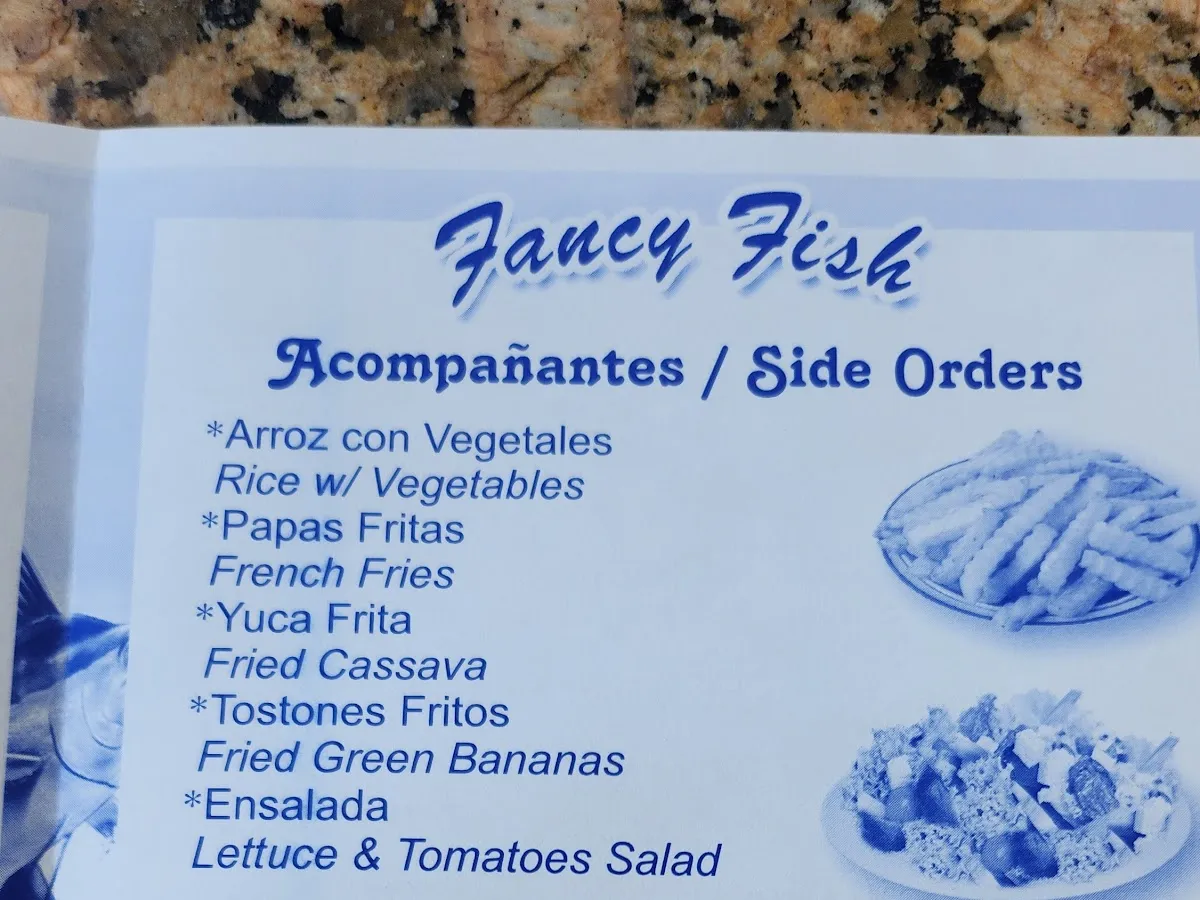 Fancy Fish
Acompañantes / Side Orders
*Arroz con Vegetales
Rice w/ Vegetables
*Papas Fritas
French Fries
*Yuca Frita
Fried Cassava
*Tostones Fritos
Fried Green Bananas
*Ensalada
Lettuce & Tomatoes Salad